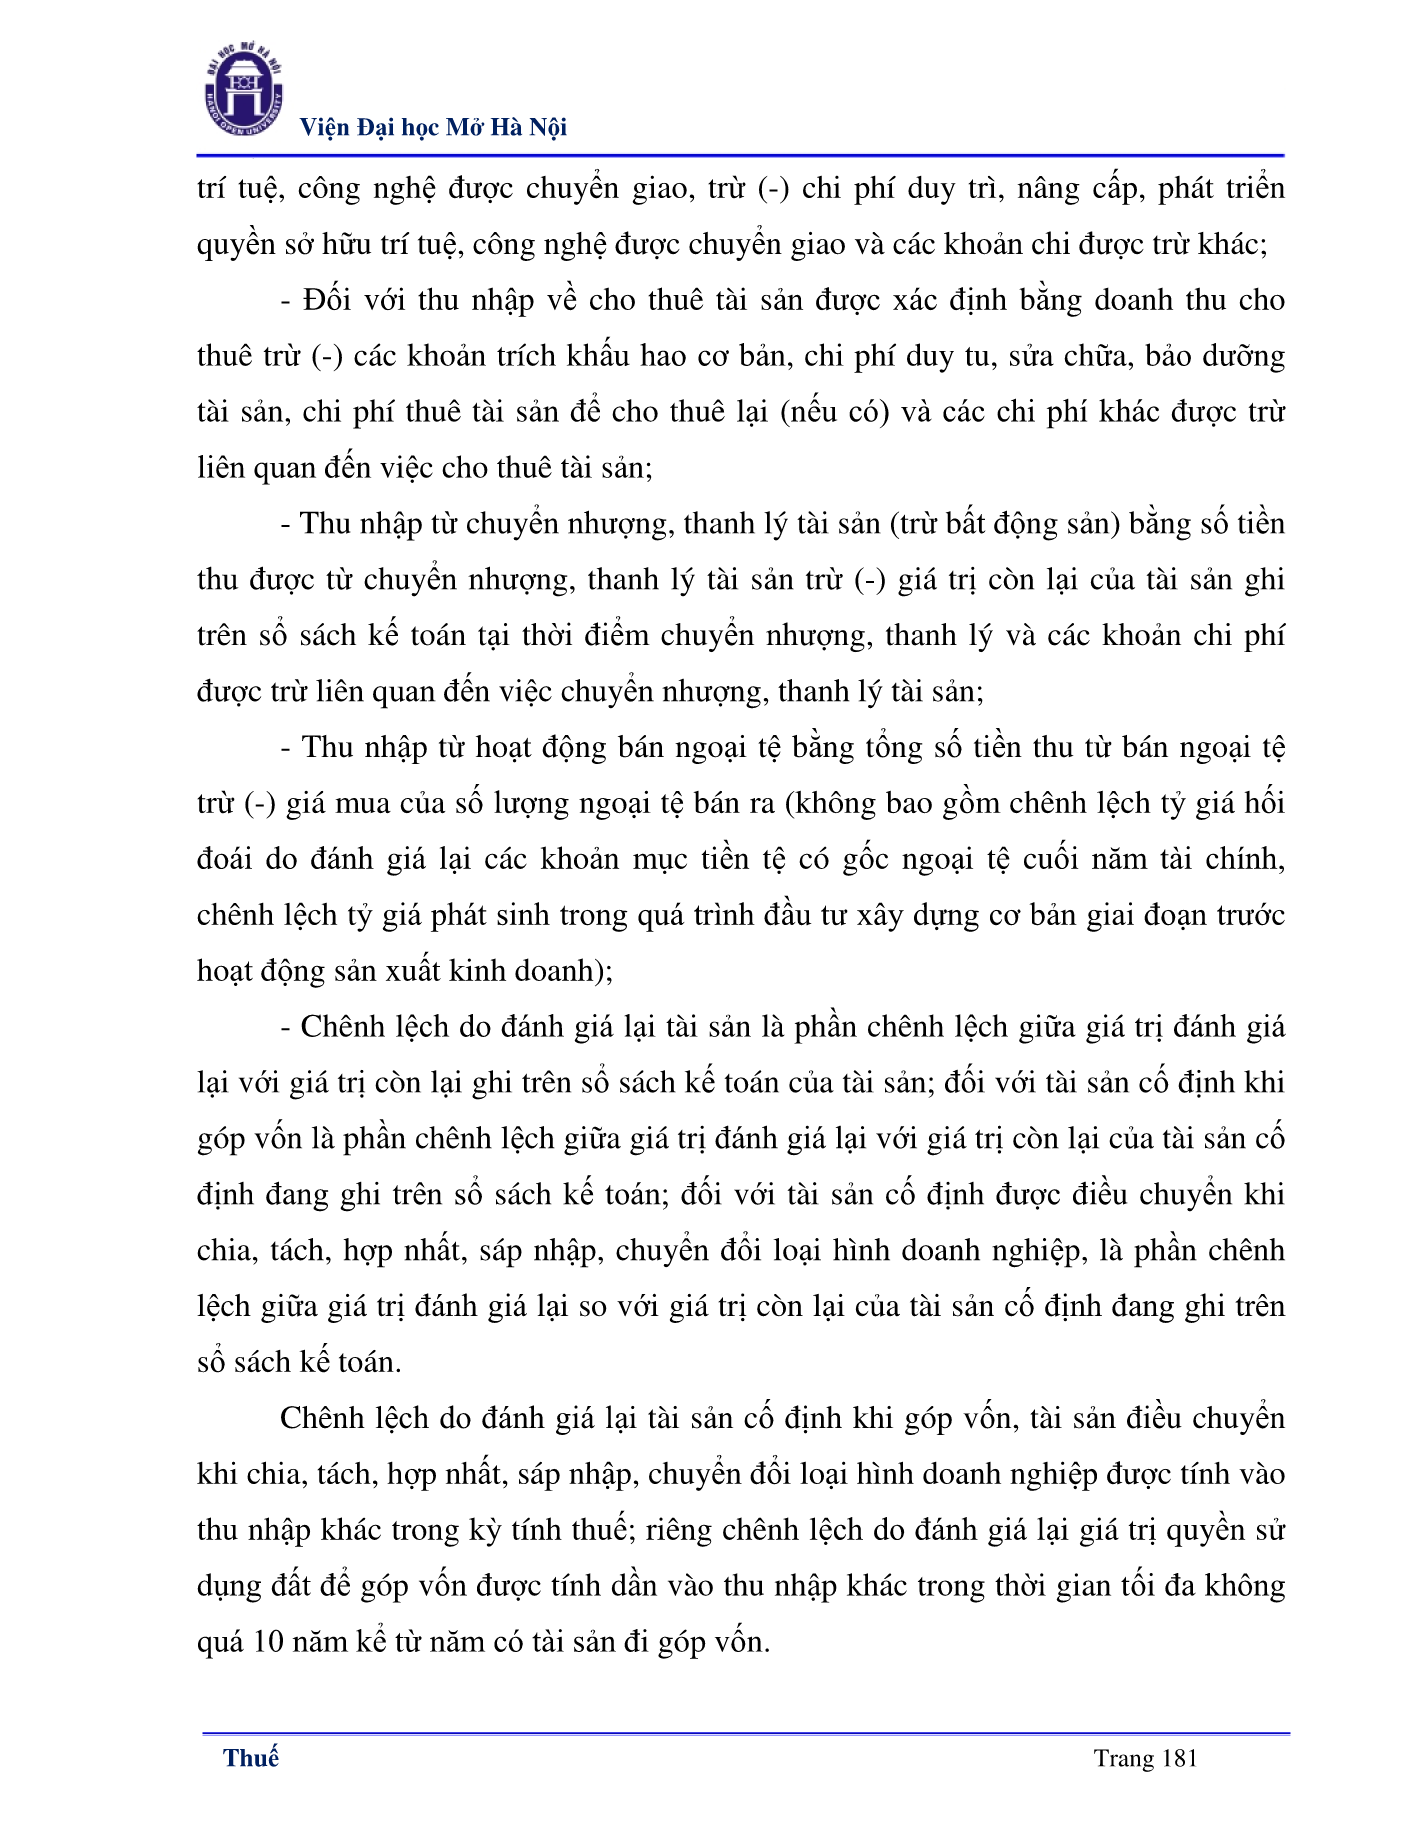 ĐẠI HỌC MỞ HÀ NỘI
HANOI OPEN UNIVERSITY
Viện Đại học Mở Hà Nội
trí tuệ, công nghệ được chuyển giao, trừ (-) chi phí duy trì, nâng cấp, phát triển
quyền sở hữu trí tuệ, công nghệ được chuyển giao và các khoản chi được trừ khác;
- Đối với thu nhập về cho thuê tài sản được xác định bằng doanh thu cho
thuê trừ (-) các khoản trích khấu hao cơ bản, chi phí duy tu, sửa chữa, bảo dưỡng
tài sản, chi phí thuê tài sản để cho thuê lại (nếu có) và các chi phí khác được trừ
liên quan đến việc cho thuê tài sản;
- Thu nhập từ chuyển nhượng, thanh lý tài sản (trừ bất động sản) bằng số tiền
thu được từ chuyển nhượng, thanh lý tài sản trừ (-) giá trị còn lại của tài sản ghi
trên sổ sách kế toán tại thời điểm chuyển nhượng, thanh lý và các khoản chi phí
được trừ liên quan đến việc chuyển nhượng, thanh lý tài sản;
- Thu nhập từ hoạt động bán ngoại tệ bằng tổng số tiền thu từ bán ngoại tệ
trừ (-) giá mua của số lượng ngoại tệ bán ra (không bao gồm chênh lệch tỷ giá hối
đoái do đánh giá lại các khoản mục tiền tệ có gốc ngoại tệ cuối năm tài chính,
chênh lệch tỷ giá phát sinh trong quá trình đầu tư xây dựng cơ bản giai đoạn trước
hoạt động sản xuất kinh doanh);
- Chênh lệch do đánh giá lại tài sản là phần chênh lệch giữa giá trị đánh giá
lại với giá trị còn lại ghi trên sổ sách kế toán của tài sản; đối với tài sản cố định khi
góp vốn là phần chênh lệch giữa giá trị đánh giá lại với giá trị còn lại của tài sản cố
định đang ghi trên sổ sách kế toán; đối với tài sản cố định được điều chuyển khi
chia, tách, hợp nhất, sáp nhập, chuyển đổi loại hình doanh nghiệp, là phần chênh
lệch giữa giá trị đánh giá lại so với giá trị còn lại của tài sản cố định đang ghi trên
sổ sách kế toán.
Chênh lệch do đánh giá lại tài sản cố định khi góp vốn, tài sản điều chuyển
khi chia, tách, hợp nhất, sáp nhập, chuyển đổi loại hình doanh nghiệp được tính vào
thu nhập khác trong kỳ tính thuế; riêng chênh lệch do đánh giá lại giá trị quyền sử
dụng đất để góp vốn được tính dần vào thu nhập khác trong thời gian tối đa không
quá 10 năm kể từ năm có tài sản đi góp vốn.
Thuế
Trang 181